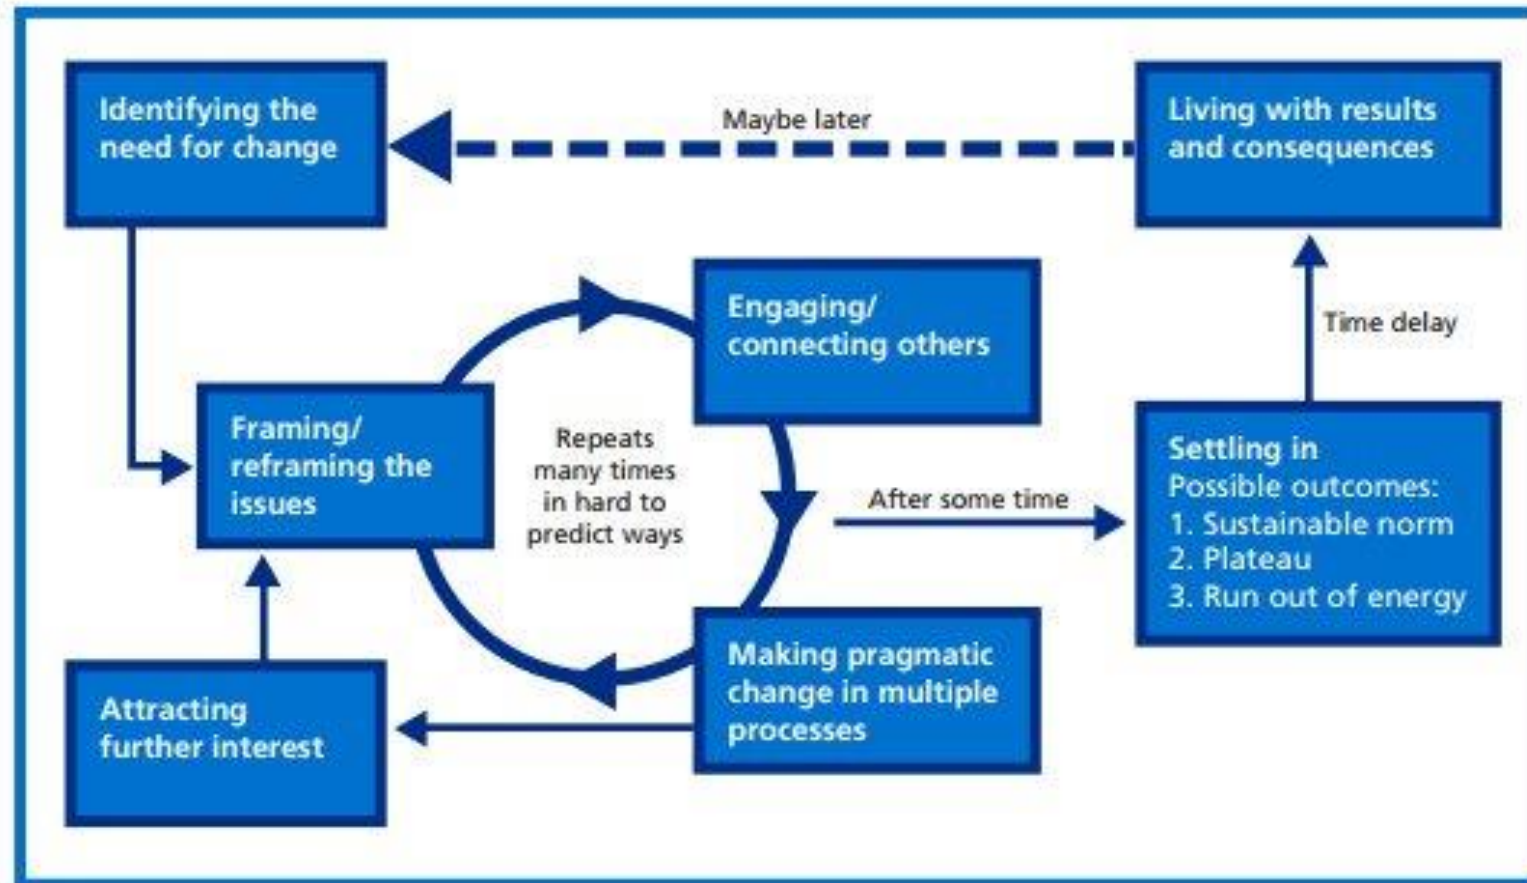 Identifying the
need for change
Maybe later
Living with results
and consequences
Engaging/
connecting others
Time delay
Framing/
reframing the
issues
Repeats
many times
in hard to
predict ways
After some time
Settling in
Possible outcomes:
1. Sustainable norm
2. Plateau
3. Run out of energy
Making pragmatic
change in multiple
processes
Attracting
further interest